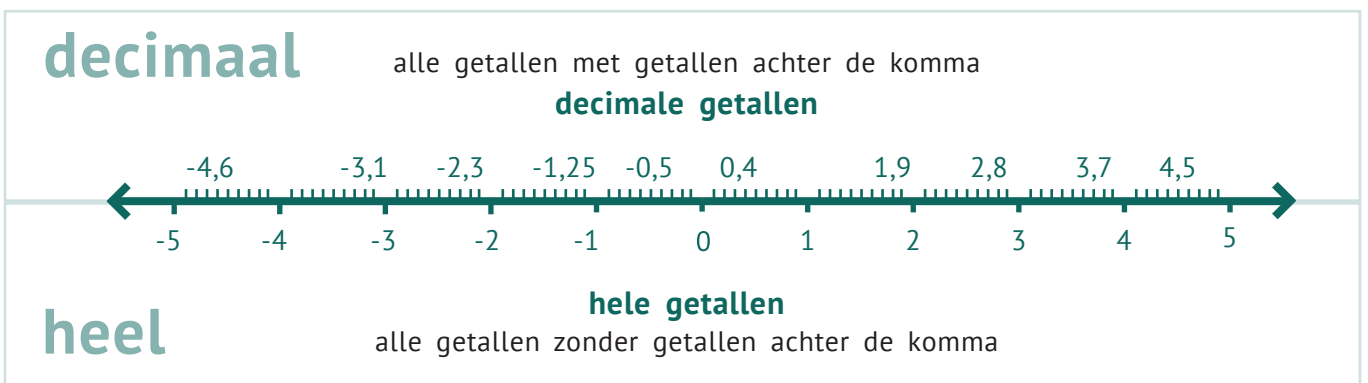 decimaal
alle getallen met getallen achter de komma
decimale getallen
-4,6 -3,1 -2,3 -1,25 -0,5 0,4 1,9 2,8 3,7 4,5
-5 -4 -3 -2 -1 0 1 2 3 4 5
hele getallen
heel
alle getallen zonder getallen achter de komma